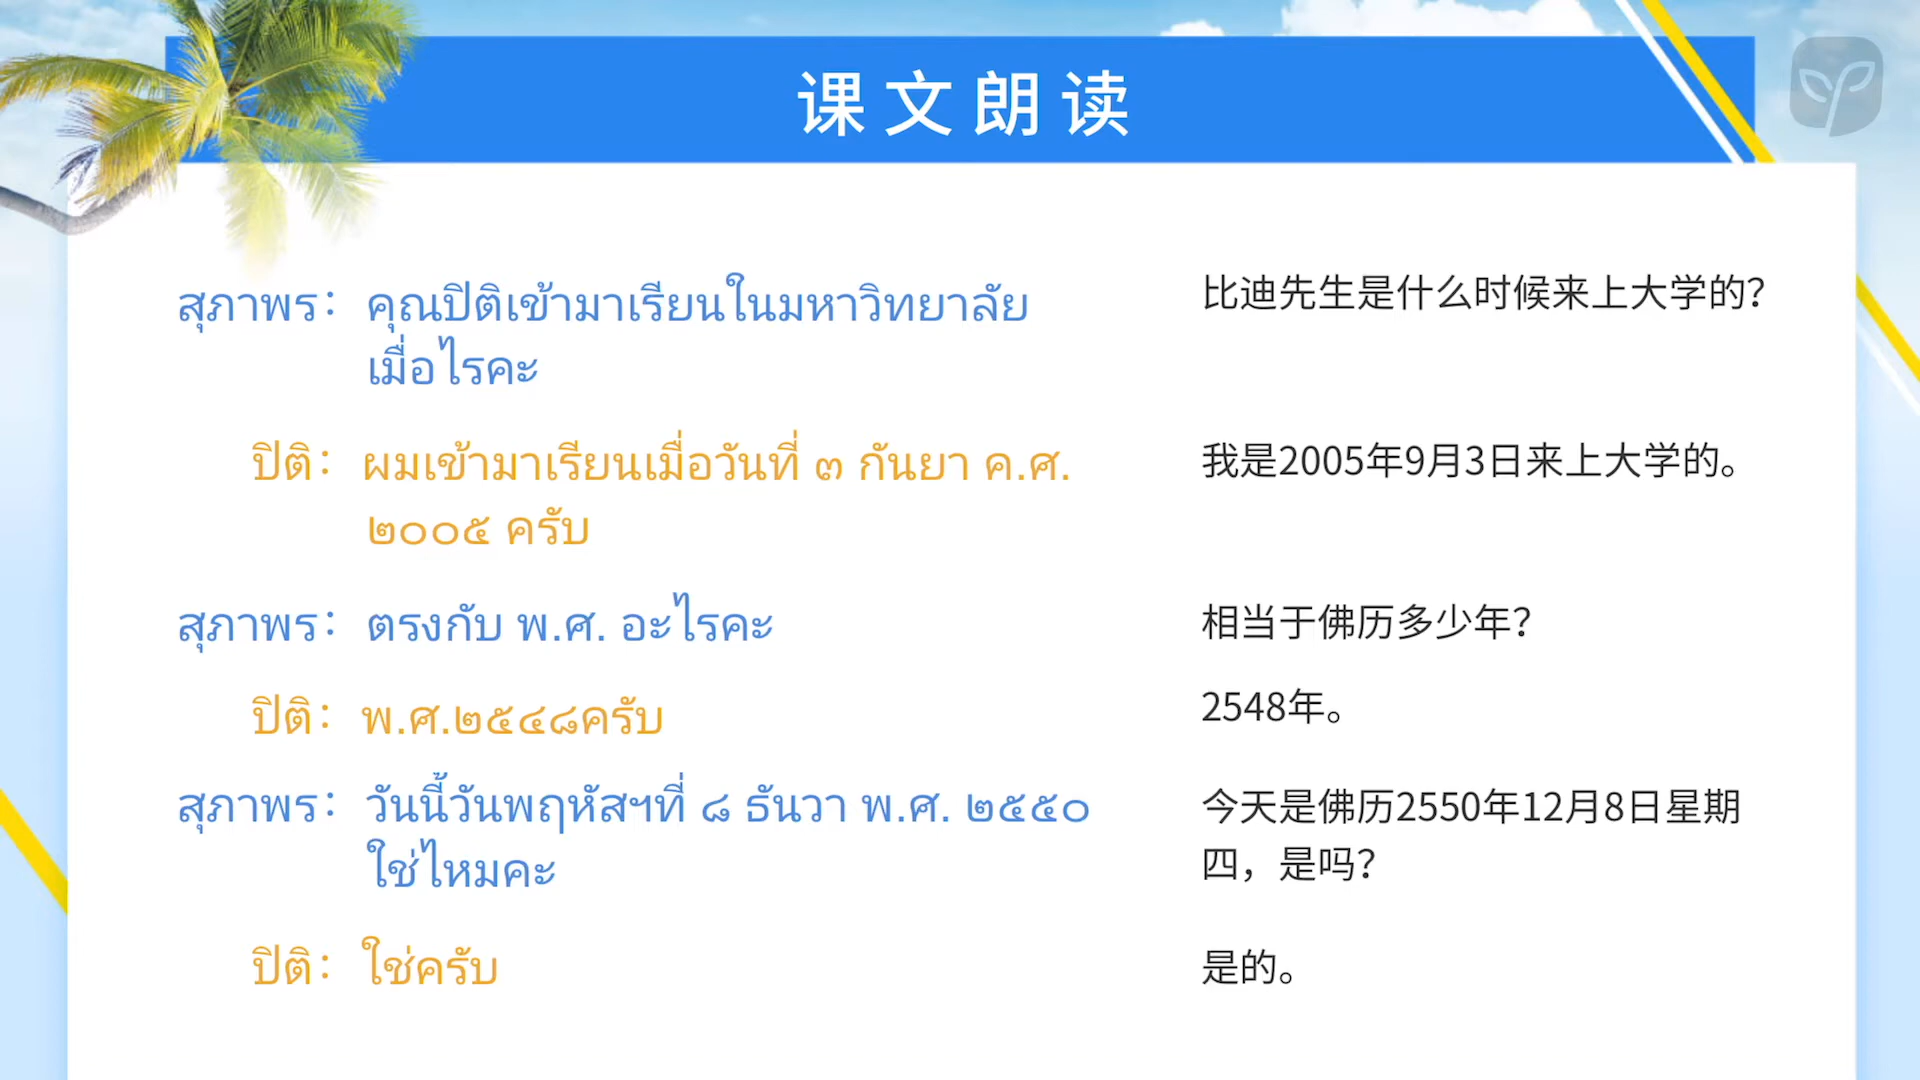 课文朗读
สุภาพร： คุณปิติเข้ามาเรียนในมหาวิทยาลัย
เมื่อไรคะ
比迪先生是什么时候来上大学的？
ปิติ： ผมเข้ามาเรียนเมื่อวันที่ ๓ กันยา ค.ศ.
๒๐๐๕ ครับ
我是2005年9月3日来上大学的。
สุภาพร： ตรงกับ พ.ศ. อะไรคะ
相当于佛历多少年？
ปิติ： พ.ศ.๒๕๔๘ครับ
2548年。
สุภาพร： วันนี้วันพฤหัสฯที่ ๘ ธันวา พ.ศ. ๒๕๕๐
ใช่ไหมคะ
今天是佛历2550年12月8日星期
四，是吗？
ปิติ： ใช่ครับ
是的。